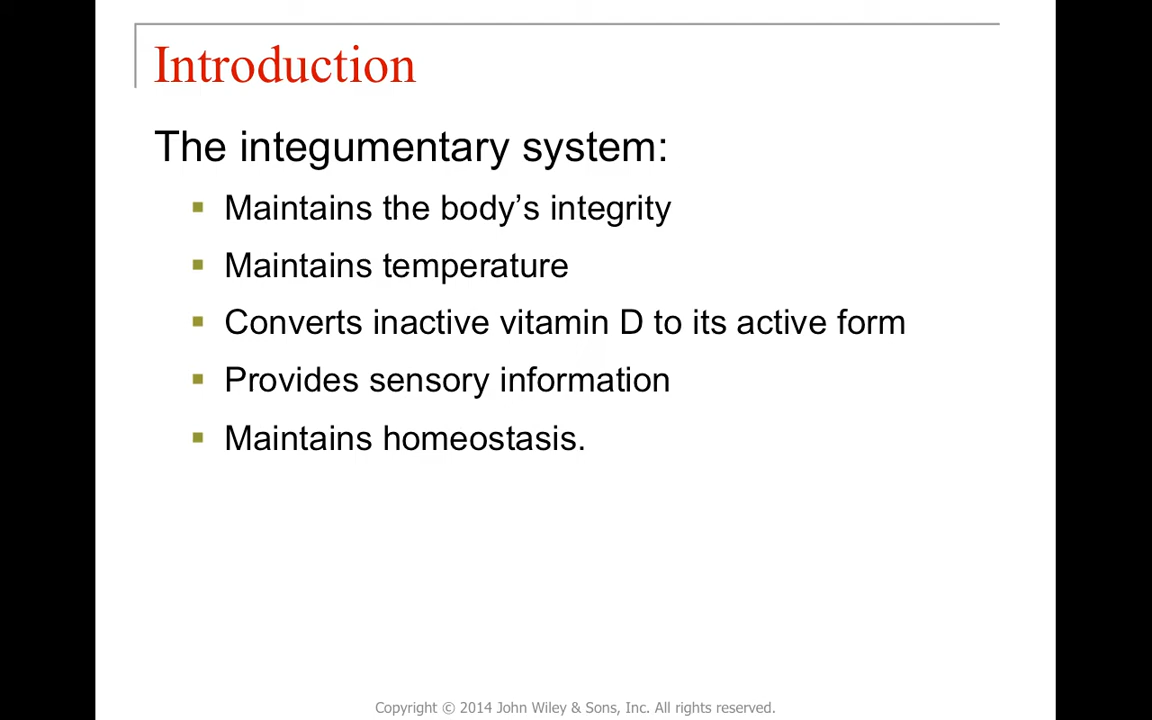 Introduction
The integumentary system:
▪ Maintains the body’s integrity
▪ Maintains temperature
▪ Converts inactive vitamin D to its active form
▪ Provides sensory information
▪ Maintains homeostasis.
Copyright © 2014 John Wiley & Sons, Inc. All rights reserved.